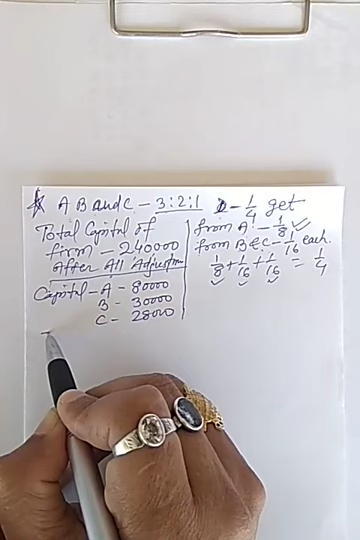 * A B and C - 3:2:1 D - 1/4 get
Total Capital of
firm - 240000
After All Adjustm
Capital - A - 80000
B - 30000
C - 28000
from A - 1/8 ✓
from B & C - 1/16 each.
1/8 + 1/16 + 1/16 = 1/4